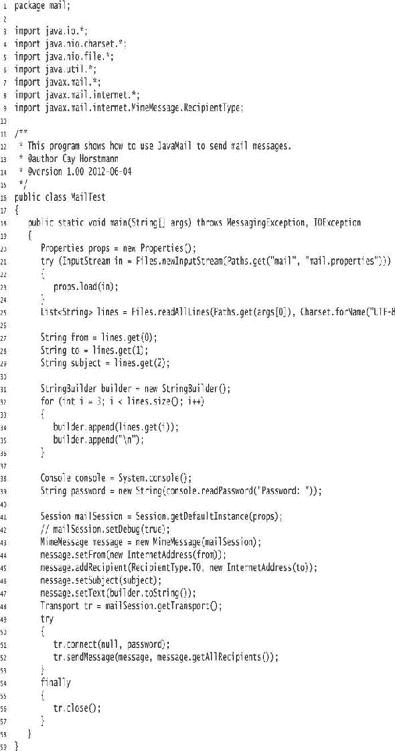 1 package mail;
2
3 import java.io.*;
4 import java.nio.charset.*;
5 import java.nio.file.*;
6 import java.util.*;
7 import javax.mail.*;
8 import javax.mail.internet.*;
9 import javax.mail.internet.MimeMessage.RecipientType;
10
11 /**
12  * This program shows how to use JavaMail to send mail messages.
13  * @author Cay Horstmann
14  * @version 1.00 2012-06-04
15  */
16 public class MailTest
17 {
18    public static void main(String[] args) throws MessagingException, IOException
19    {
20       Properties props = new Properties();
21       try (InputStream in = Files.newInputStream(Paths.get("mail", "mail.properties")))
22       {
23          props.load(in);
24       }
25       List<String> lines = Files.readAllLines(Paths.get(args[0]), Charset.forName("UTF-8
26
27       String from = lines.get(0);
28       String to = lines.get(1);
29       String subject = lines.get(2);
30
31       StringBuilder builder = new StringBuilder();
32       for (int i = 3; i < lines.size(); i++)
33       {
34          builder.append(lines.get(i));
35          builder.append("\n");
36       }
37
38       Console console = System.console();
39       String password = new String(console.readPassword("Password: "));
40
41       Session mailSession = Session.getDefaultInstance(props);
42       // mailSession.setDebug(true);
43       MimeMessage message = new MimeMessage(mailSession);
44       message.setFrom(new InternetAddress(from));
45       message.addRecipient(RecipientType.TO, new InternetAddress(to));
46       message.setSubject(subject);
47       message.setText(builder.toString());
48       Transport tr = mailSession.getTransport();
49       try
50       {
51          tr.connect(null, password);
52          tr.sendMessage(message, message.getAllRecipients());
53       }
54       finally
55       {
56          tr.close();
57       }
58    }
59 }